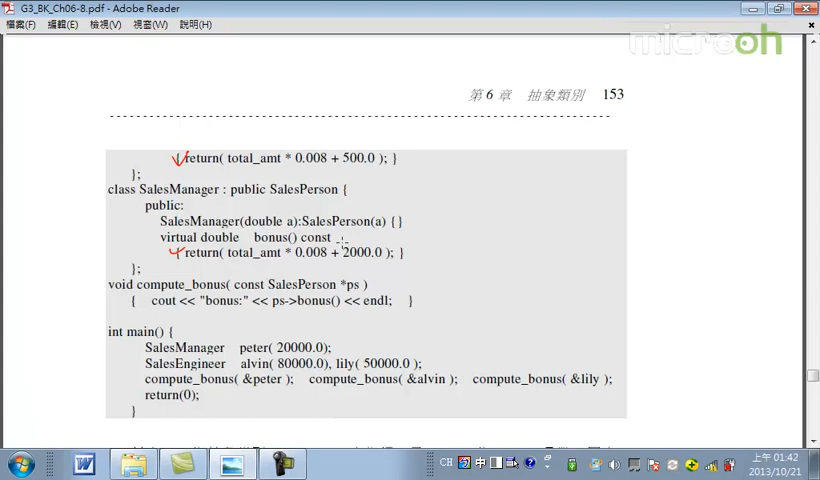 G3_BK_Ch06-8.pdf - Adobe Reader
檔案(F) 編輯(E) 檢視(V) 視窗(W) 說明(H)
microoh
第 6 章 抽象類別 153
{ return( total_amt * 0.008 + 500.0 ); }
};
class SalesManager : public SalesPerson {
public:
SalesManager(double a):SalesPerson(a) {}
virtual double bonus() const
{ return( total_amt * 0.008 + 2000.0 ); }
};
void compute_bonus( const SalesPerson *ps )
{ cout << "bonus:" << ps->bonus() << endl; }
int main() {
SalesManager peter( 20000.0);
SalesEngineer alvin( 80000.0), lily( 50000.0 );
compute_bonus( &peter ); compute_bonus( &alvin ); compute_bonus( &lily );
return(0);
}
CH 中 上午 01:42
2013/10/21